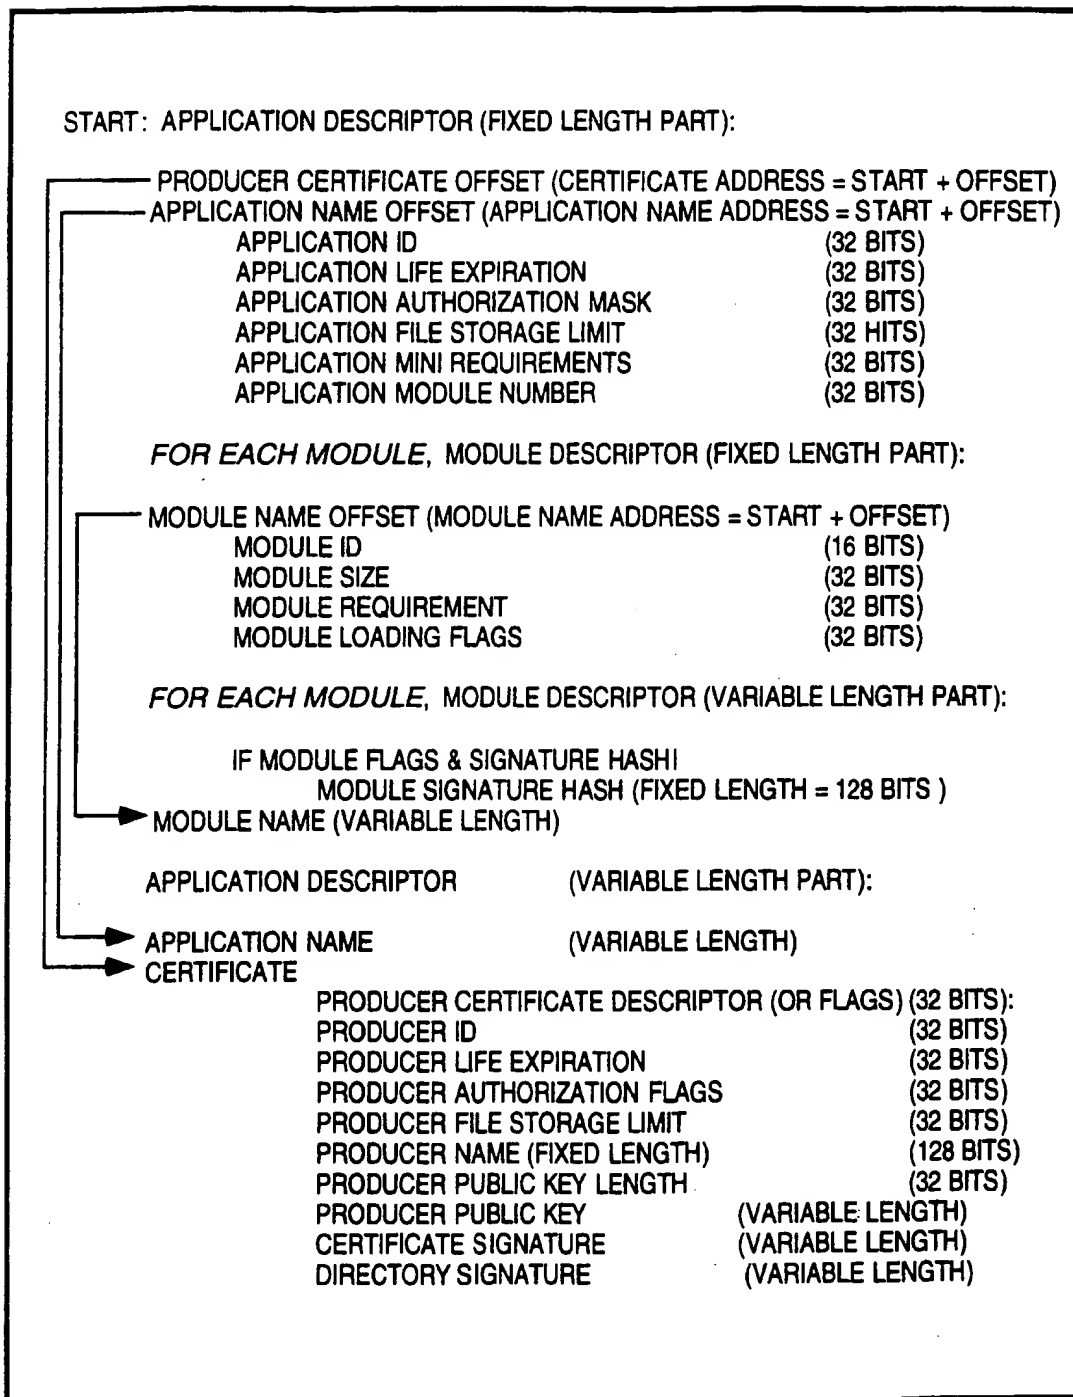 START: APPLICATION DESCRIPTOR (FIXED LENGTH PART):
PRODUCER CERTIFICATE OFFSET (CERTIFICATE ADDRESS = START + OFFSET)
APPLICATION NAME OFFSET (APPLICATION NAME ADDRESS = START + OFFSET)
APPLICATION ID (32 BITS)
APPLICATION LIFE EXPIRATION (32 BITS)
APPLICATION AUTHORIZATION MASK (32 BITS)
APPLICATION FILE STORAGE LIMIT (32 HITS)
APPLICATION MINI REQUIREMENTS (32 BITS)
APPLICATION MODULE NUMBER (32 BITS)
FOR EACH MODULE, MODULE DESCRIPTOR (FIXED LENGTH PART):
MODULE NAME OFFSET (MODULE NAME ADDRESS = START + OFFSET)
MODULE ID (16 BITS)
MODULE SIZE (32 BITS)
MODULE REQUIREMENT (32 BITS)
MODULE LOADING FLAGS (32 BITS)
FOR EACH MODULE, MODULE DESCRIPTOR (VARIABLE LENGTH PART):
IF MODULE FLAGS & SIGNATURE HASHI
MODULE SIGNATURE HASH (FIXED LENGTH = 128 BITS )
MODULE NAME (VARIABLE LENGTH)
APPLICATION DESCRIPTOR (VARIABLE LENGTH PART):
APPLICATION NAME (VARIABLE LENGTH)
CERTIFICATE
PRODUCER CERTIFICATE DESCRIPTOR (OR FLAGS) (32 BITS):
PRODUCER ID (32 BITS)
PRODUCER LIFE EXPIRATION (32 BITS)
PRODUCER AUTHORIZATION FLAGS (32 BITS)
PRODUCER FILE STORAGE LIMIT (32 BITS)
PRODUCER NAME (FIXED LENGTH) (128 BITS)
PRODUCER PUBLIC KEY LENGTH (32 BITS)
PRODUCER PUBLIC KEY (VARIABLE LENGTH)
CERTIFICATE SIGNATURE (VARIABLE LENGTH)
DIRECTORY SIGNATURE (VARIABLE LENGTH)